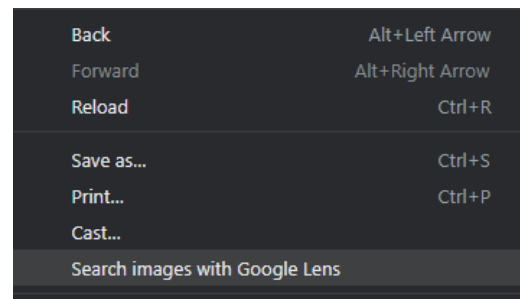 Back Alt+Left Arrow
Forward Alt+Right Arrow
Reload Ctrl+R
Save as... Ctrl+S
Print... Ctrl+P
Cast...
Search images with Google Lens